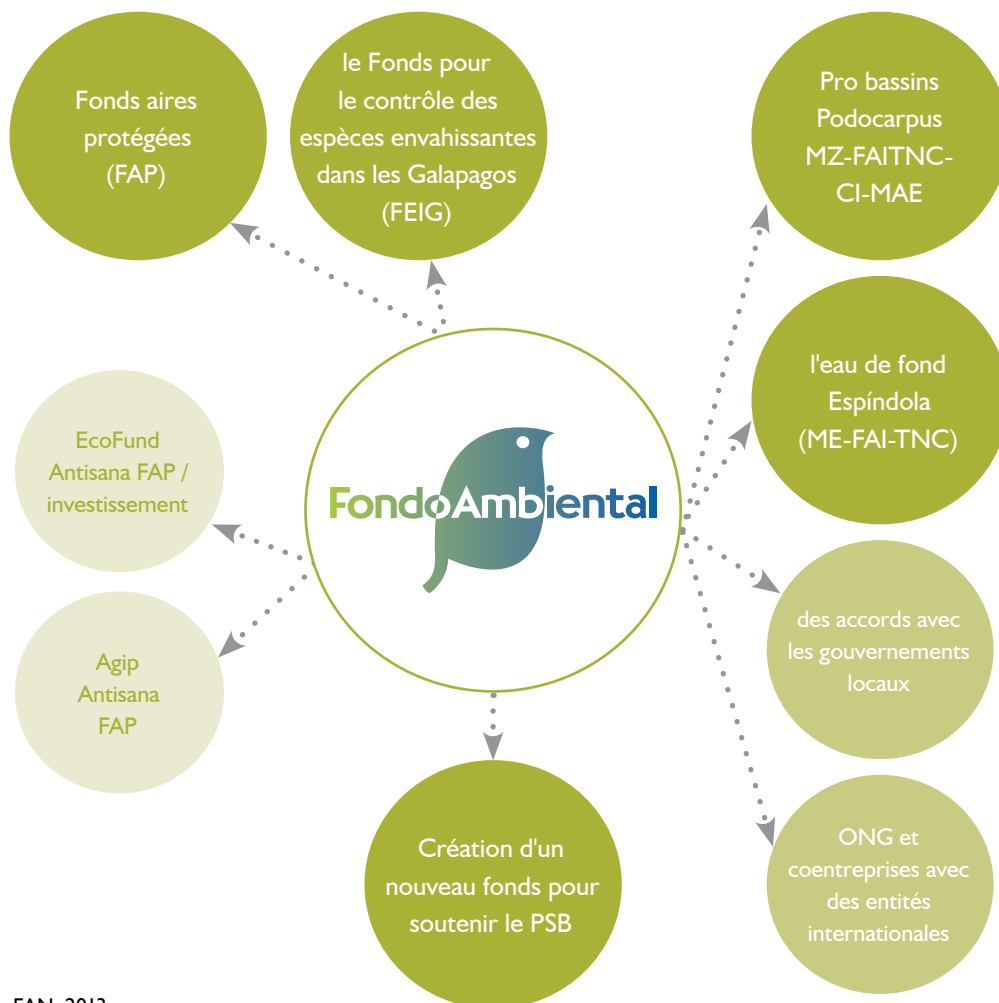 Fonds aires
protégées
(FAP)
le Fonds pour
le contrôle des
espèces envahissantes
dans les Galapagos
(FEIG)
Pro bassins
Podocarpus
MZ-FAITNC-
CI-MAE
l'eau de fond
Espíndola
(ME-FAI-TNC)
EcoFund
Antisana FAP /
investissement
FondoAmbiental
Agip
Antisana
FAP
des accords avec
les gouvernements
locaux
Création d'un
nouveau fonds pour
soutenir le PSB
ONG et
coentreprises avec
des entités
internationales